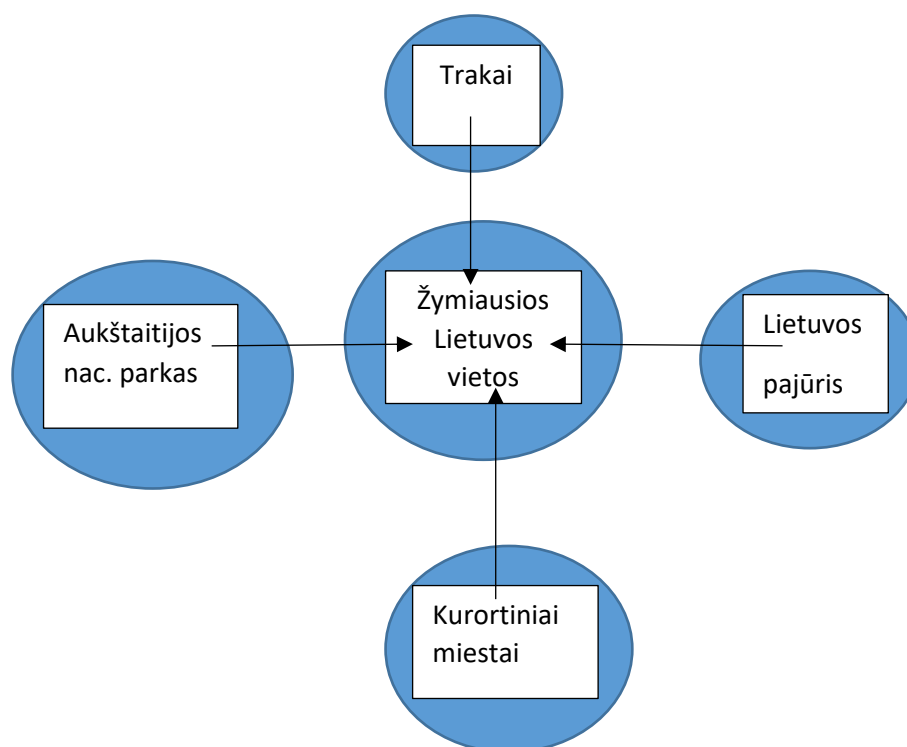 Trakai
Žymiausios
Lietuvos
vietos
Aukštaitijos
nac. parkas
Lietuvos
pajūris
Kurortiniai
miestai